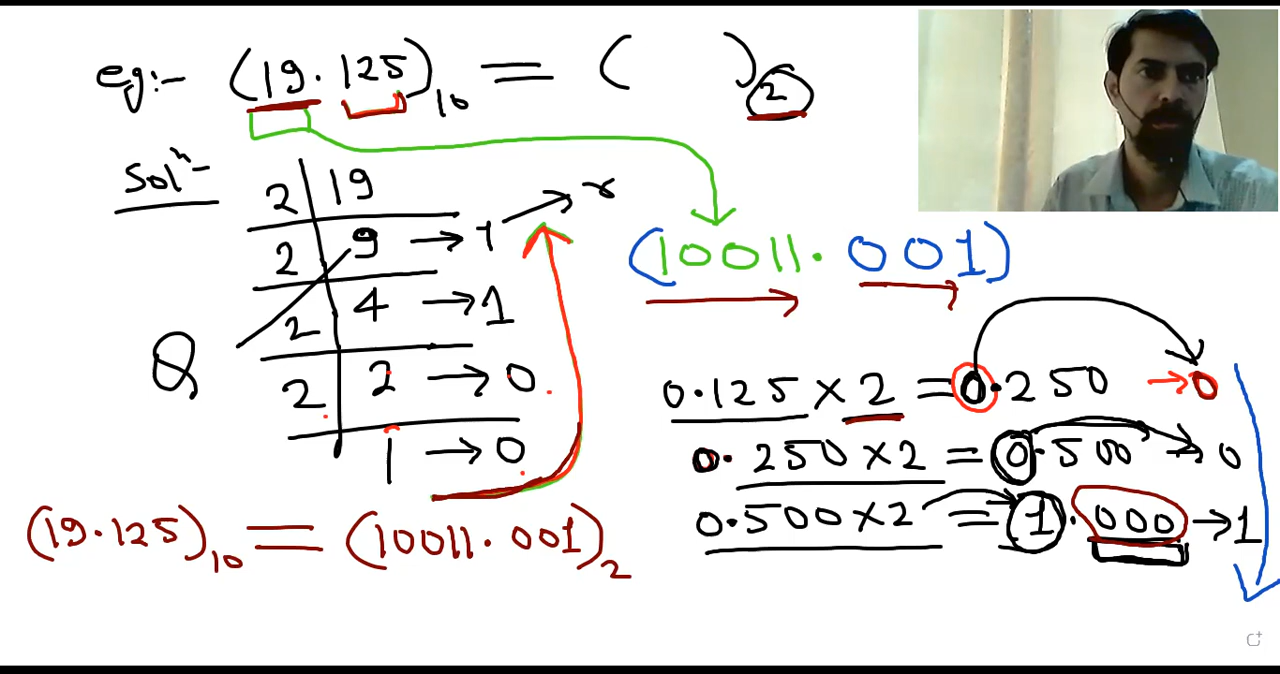 eg:- (19.125)10 = (      )2
Solⁿ-
2 | 19
2 | 9 → 1 → r
2 | 4 → 1
2 | 2 → 0
1 → 0
Q
(10011.001)
0.125 × 2 = 0.250 → 0
0.250 × 2 = 0.500 → 0
0.500 × 2 = 1.000 → 1
(19.125)10 = (10011.001)2